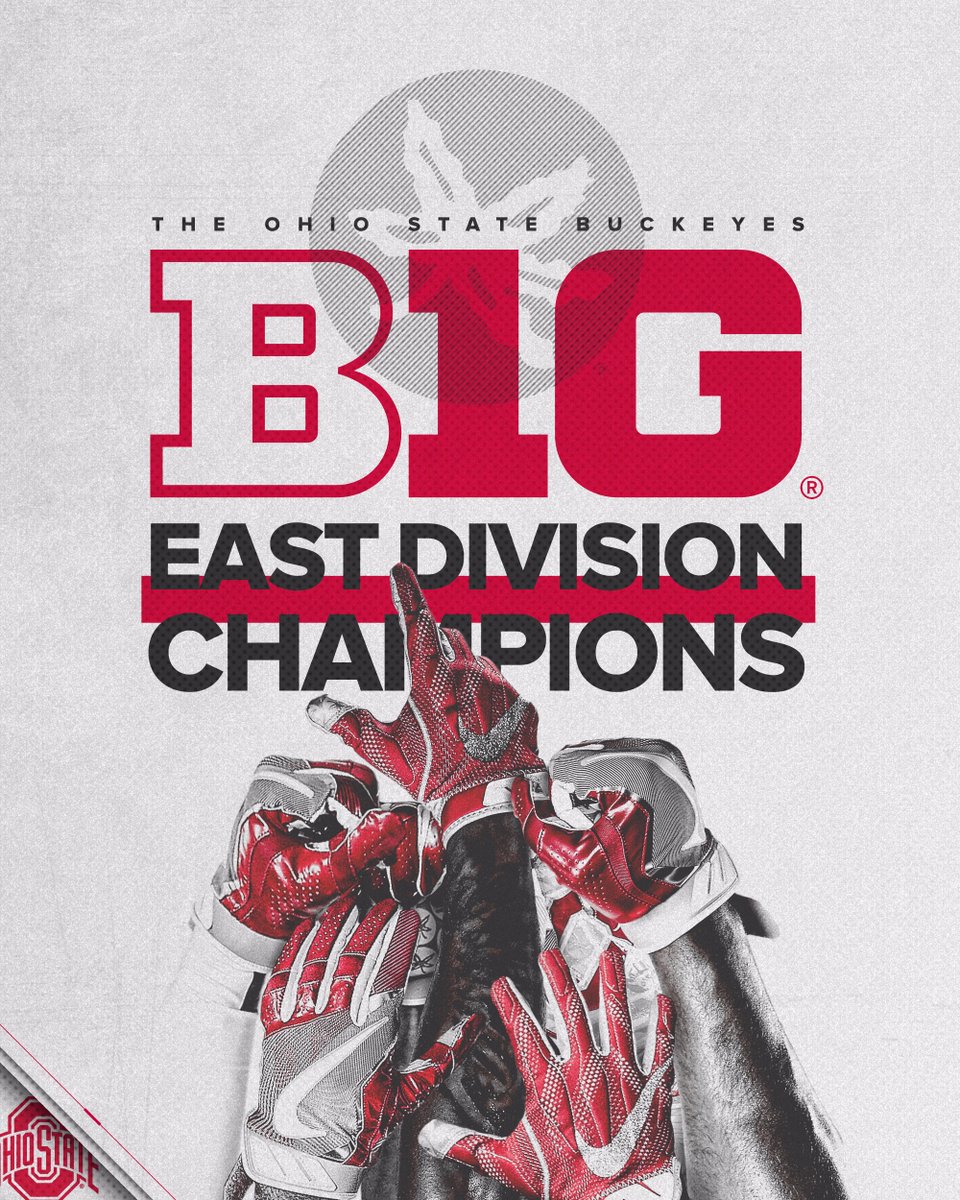 THE OHIO STATE BUCKEYES
B1G®
EAST DIVISION
CHAMPIONS
OHIO STATE